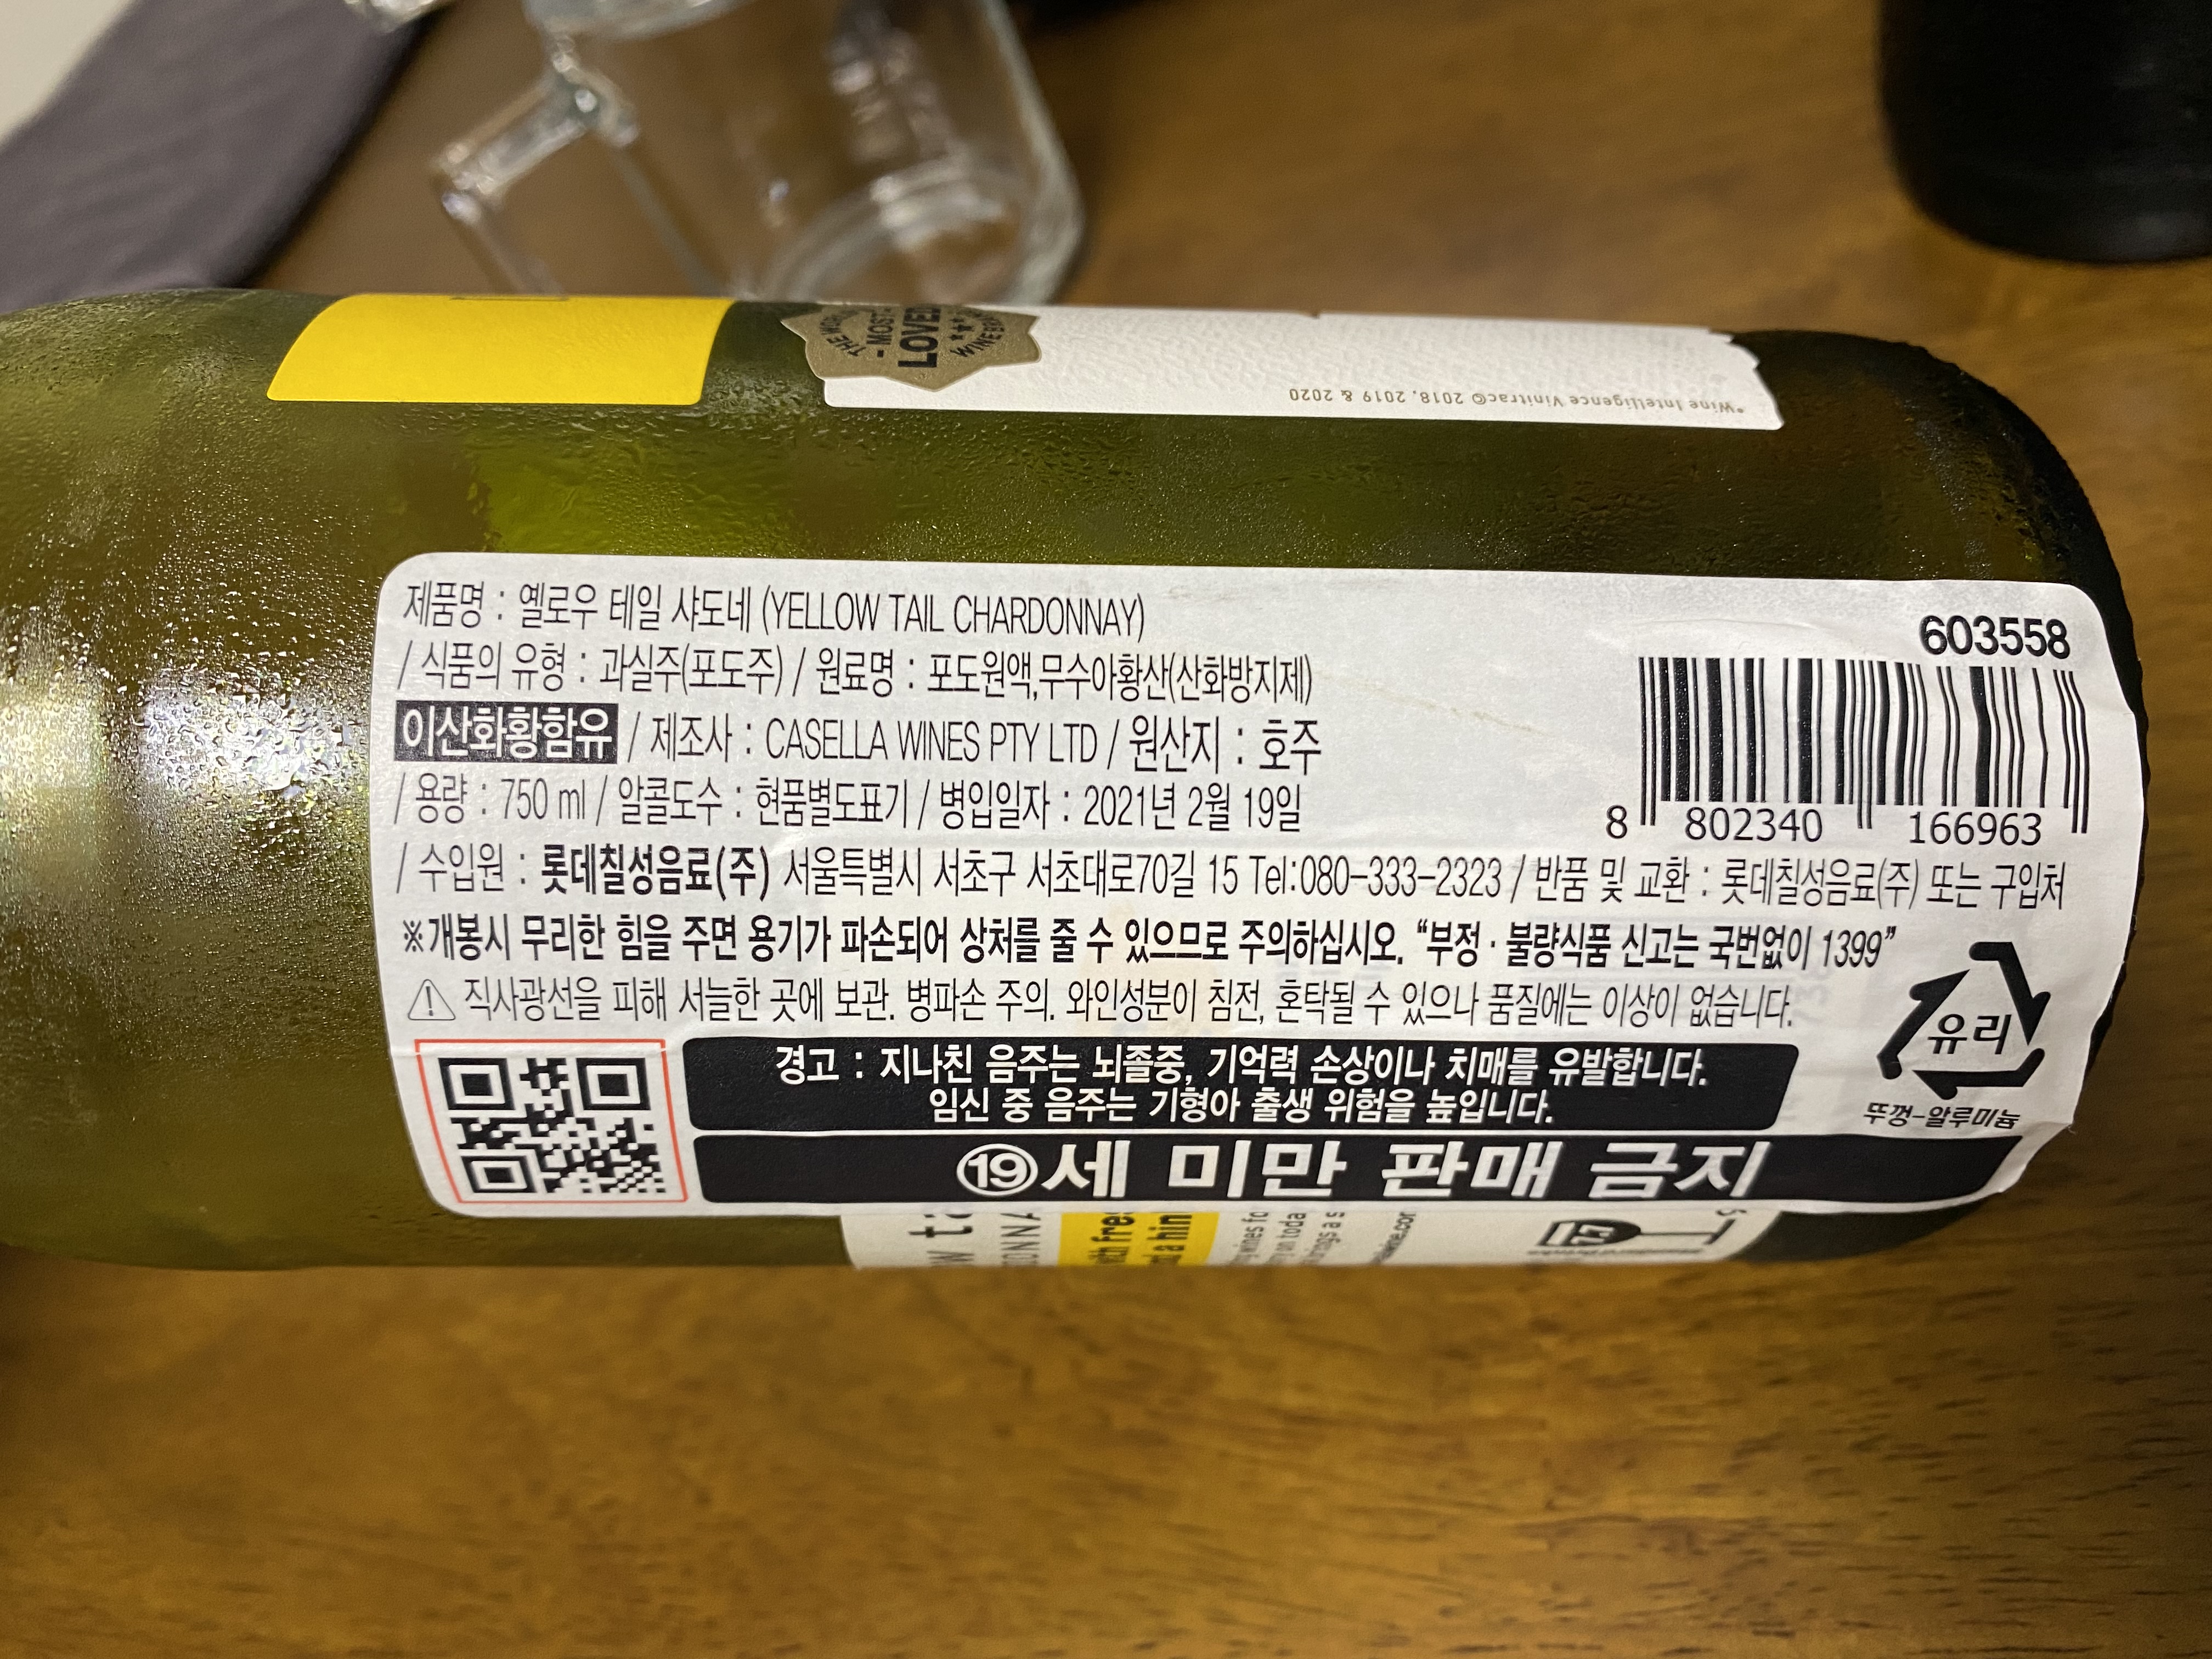 THE WORLD'S
- MOST -
LOVED
WINE BRAND
*Wine Intelligence Vinitrac© 2018, 2019 & 2020
제품명 : 옐로우 테일 샤도네 (YELLOW TAIL CHARDONNAY)
603558
/ 식품의 유형 : 과실주(포도주) / 원료명 : 포도원액,무수아황산(산화방지제)
이산화황함유 / 제조사 : CASELLA WINES PTY LTD / 원산지 : 호주
/ 용량 : 750 ml / 알콜도수 : 현품별도표기 / 병입일자 : 2021년 2월 19일
8 802340 166963
/ 수입원 : 롯데칠성음료(주) 서울특별시 서초구 서초대로70길 15 Tel:080-333-2323 / 반품 및 교환 : 롯데칠성음료(주) 또는 구입처
※개봉시 무리한 힘을 주면 용기가 파손되어 상처를 줄 수 있으므로 주의하십시오. “부정·불량식품 신고는 국번없이 1399”
직사광선을 피해 서늘한 곳에 보관. 병파손 주의. 와인성분이 침전, 혼탁될 수 있으나 품질에는 이상이 없습니다.
유리
뚜껑-알루미늄
경고 : 지나친 음주는 뇌졸중, 기억력 손상이나 치매를 유발합니다.
임신 중 음주는 기형아 출생 위험을 높입니다.
⑲세 미만 판매 금지
7.7